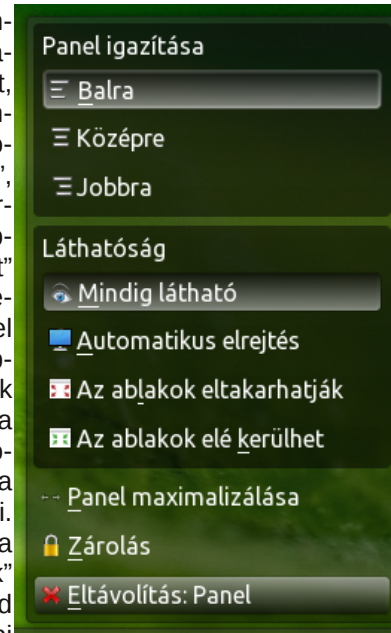 Panel igazítása
Balra
Középre
Jobbra
Láthatóság
Mindig látható
Automatikus elrejtés
Az ablakok eltakarhatják
Az ablakok elé kerülhet
Panel maximalizálása
Zárolás
Eltávolítás: Panel